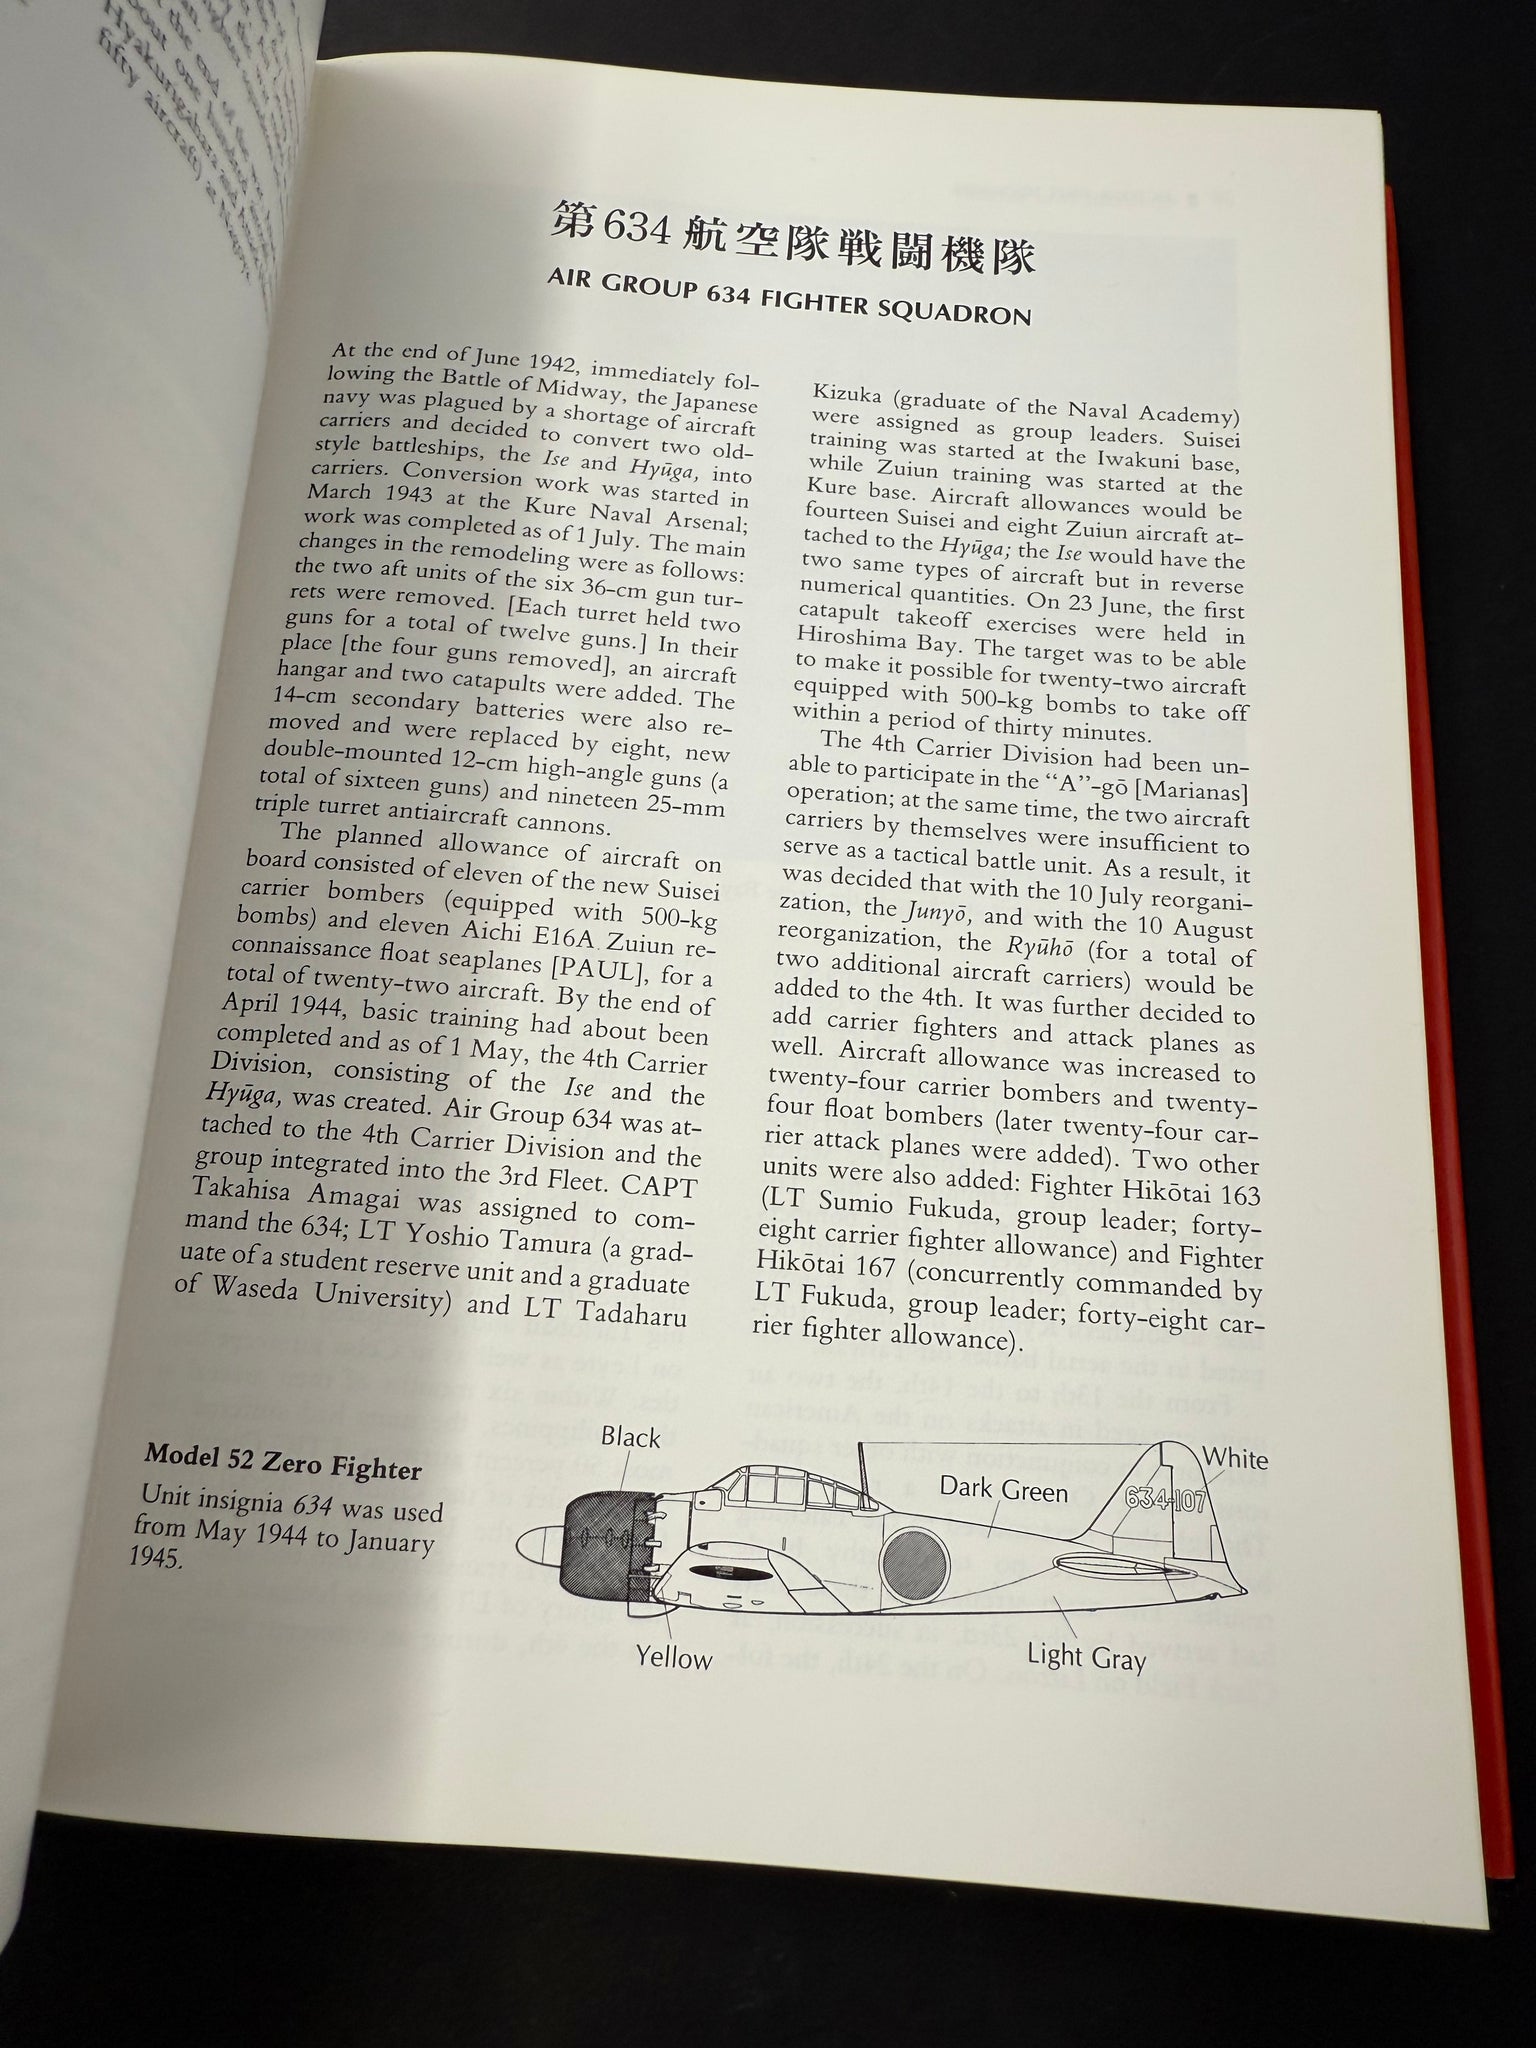 第634航空隊戦闘機隊
AIR GROUP 634 FIGHTER SQUADRON
At the end of June 1942, immediately fol-
lowing the Battle of Midway, the Japanese
navy was plagued by a shortage of aircraft
carriers and decided to convert two old-
style battleships, the Ise and Hyūga, into
carriers. Conversion work was started in
March 1943 at the Kure Naval Arsenal;
work was completed as of 1 July. The main
changes in the remodeling were as follows:
the two aft units of the six 36-cm gun tur-
rets were removed. [Each turret held two
guns for a total of twelve guns.] In their
place [the four guns removed], an aircraft
hangar and two catapults were added. The
14-cm secondary batteries were also re-
moved and were replaced by eight, new
double-mounted 12-cm high-angle guns (a
total of sixteen guns) and nineteen 25-mm
triple turret antiaircraft cannons.
The planned allowance of aircraft on
board consisted of eleven of the new Suisei
carrier bombers (equipped with 500-kg
bombs) and eleven Aichi E16A Zuiun re-
connaissance float seaplanes [PAUL], for a
total of twenty-two aircraft. By the end of
April 1944, basic training had about been
completed and as of 1 May, the 4th Carrier
Division, consisting of the Ise and the
Hyūga, was created. Air Group 634 was at-
tached to the 4th Carrier Division and the
group integrated into the 3rd Fleet. CAPT
Takahisa Amagai was assigned to com-
mand the 634; LT Yoshio Tamura (a grad-
uate of a student reserve unit and a graduate
of Waseda University) and LT Tadaharu
Kizuka (graduate of the Naval Academy)
were assigned as group leaders. Suisei
training was started at the Iwakuni base,
while Zuiun training was started at the
Kure base. Aircraft allowances would be
fourteen Suisei and eight Zuiun aircraft at-
tached to the Hyūga; the Ise would have the
two same types of aircraft but in reverse
numerical quantities. On 23 June, the first
catapult takeoff exercises were held in
Hiroshima Bay. The target was to be able
to make it possible for twenty-two aircraft
equipped with 500-kg bombs to take off
within a period of thirty minutes.
The 4th Carrier Division had been un-
able to participate in the "A"-gō [Marianas]
operation; at the same time, the two aircraft
carriers by themselves were insufficient to
serve as a tactical battle unit. As a result, it
was decided that with the 10 July reorgani-
zation, the Junyō, and with the 10 August
reorganization, the Ryūhō (for a total of
two additional aircraft carriers) would be
added to the 4th. It was further decided to
add carrier fighters and attack planes as
well. Aircraft allowance was increased to
twenty-four carrier bombers and twenty-
four float bombers (later twenty-four car-
rier attack planes were added). Two other
units were also added: Fighter Hikōtai 163
(LT Sumio Fukuda, group leader; forty-
eight carrier fighter allowance) and Fighter
Hikōtai 167 (concurrently commanded by
LT Fukuda, group leader; forty-eight car-
rier fighter allowance).
Model 52 Zero Fighter
Unit insignia 634 was used
from May 1944 to January
1945.
Black
Dark Green
White
634-107
Yellow
Light Gray